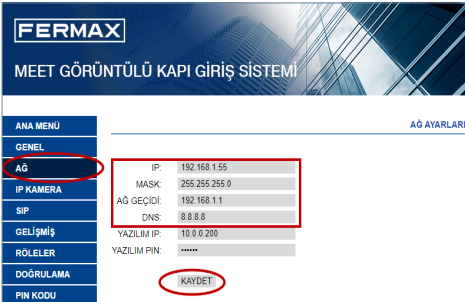 FERMAX
MEET GÖRÜNTÜLÜ KAPI GİRİŞ SİSTEMİ
ANA MENÜ
AĞ AYARLARI
GENEL
AĞ
IP KAMERA
SIP
GELİŞMİŞ
RÖLELER
DOĞRULAMA
PIN KODU
IP: 192.168.1.55
MASK: 255.255.255.0
AĞ GEÇİDİ: 192.168.1.1
DNS: 8.8.8.8
YAZILIM IP: 10.0.0.200
YAZILIM PIN: ••••••
KAYDET